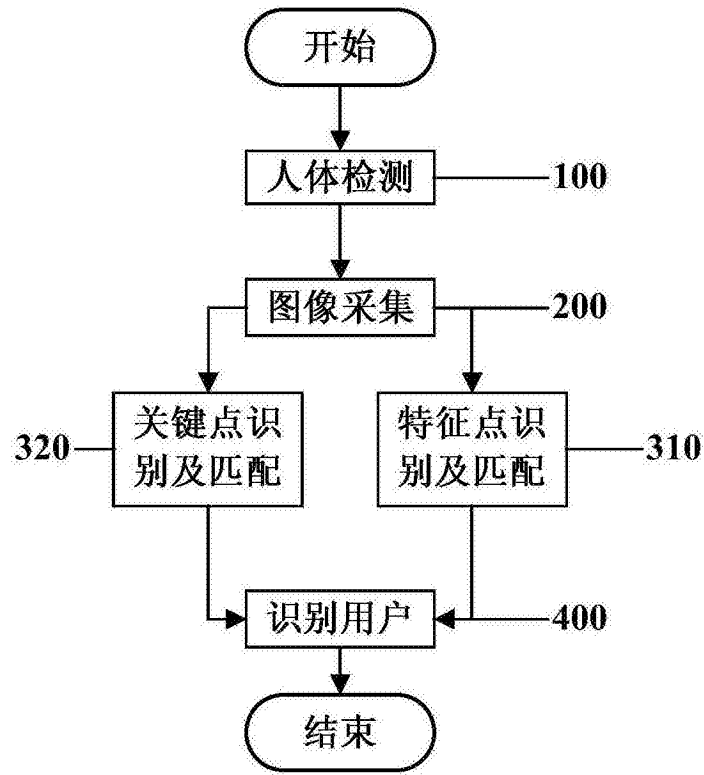 开始
人体检测
100
图像采集
200
320
关键点识
别及匹配
特征点识
别及匹配
310
识别用户
400
结束